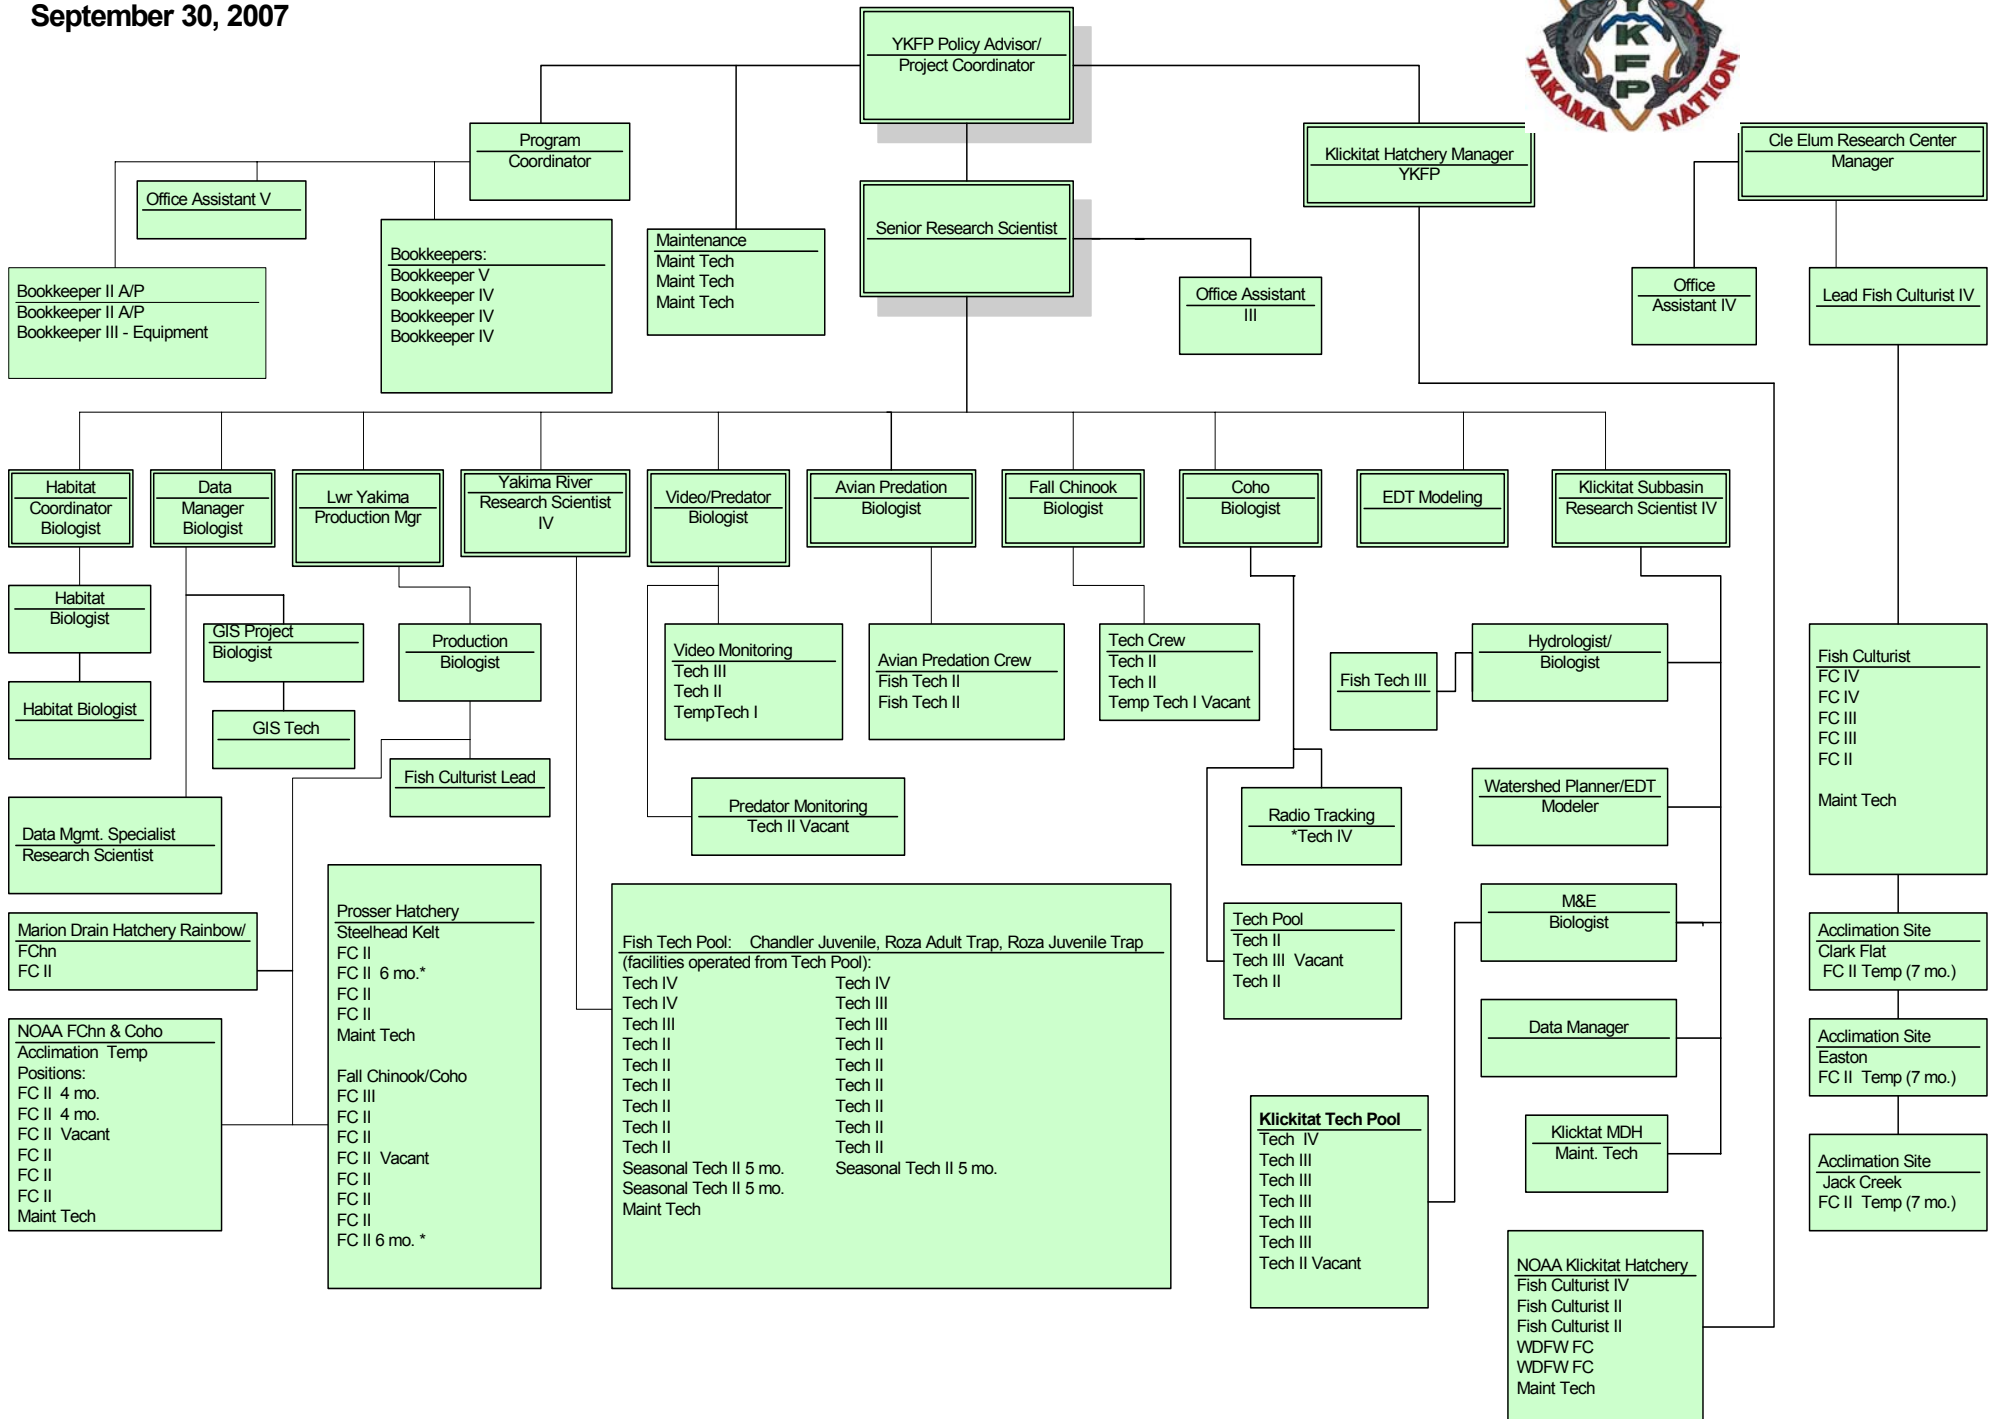 September 30, 2007
YKFP
YAKAMA NATION
YKFP Policy Advisor/
Project Coordinator
Program
Coordinator
Klickitat Hatchery Manager
YKFP
Cle Elum Research Center
Manager
Office Assistant V
Senior Research Scientist
Bookkeepers:
Bookkeeper V
Bookkeeper IV
Bookkeeper IV
Bookkeeper IV
Maintenance
Maint Tech
Maint Tech
Maint Tech
Bookkeeper II A/P
Bookkeeper II A/P
Bookkeeper III - Equipment
Office Assistant
III
Office
Assistant IV
Lead Fish Culturist IV
Habitat
Coordinator
Biologist
Data
Manager
Biologist
Lwr Yakima
Production Mgr
Yakima River
Research Scientist
IV
Video/Predator
Biologist
Avian Predation
Biologist
Fall Chinook
Biologist
Coho
Biologist
EDT Modeling
Klickitat Subbasin
Research Scientist IV
Habitat
Biologist
GIS Project
Biologist
Production
Biologist
Video Monitoring
Tech III
Tech II
TempTech I
Avian Predation Crew
Fish Tech II
Fish Tech II
Tech Crew
Tech II
Tech II
Temp Tech I Vacant
Fish Tech III
Hydrologist/
Biologist
Fish Culturist
FC IV
FC IV
FC III
FC III
FC II
Maint Tech
Habitat Biologist
GIS Tech
Fish Culturist Lead
Predator Monitoring
Tech II Vacant
Radio Tracking
*Tech IV
Watershed Planner/EDT
Modeler
Data Mgmt. Specialist
Research Scientist
Marion Drain Hatchery Rainbow/
FChn
FC II
Prosser Hatchery
Steelhead Kelt
FC II
FC II 6 mo.*
FC II
FC II
Maint Tech
Fall Chinook/Coho
FC III
FC II
FC II
FC II Vacant
FC II
FC II
FC II
FC II 6 mo. *
Fish Tech Pool: Chandler Juvenile, Roza Adult Trap, Roza Juvenile Trap
(facilities operated from Tech Pool):
Tech IV Tech IV
Tech IV Tech III
Tech III Tech III
Tech II Tech II
Tech II Tech II
Tech II Tech II
Tech II Tech II
Tech II Tech II
Tech II Tech II
Seasonal Tech II 5 mo. Seasonal Tech II 5 mo.
Seasonal Tech II 5 mo.
Maint Tech
Tech Pool
Tech II
Tech III Vacant
Tech II
M&E
Biologist
Acclimation Site
Clark Flat
FC II Temp (7 mo.)
NOAA FChn & Coho
Acclimation Temp
Positions:
FC II 4 mo.
FC II 4 mo.
FC II Vacant
FC II
FC II
FC II
Maint Tech
Data Manager
Acclimation Site
Easton
FC II Temp (7 mo.)
Klickitat Tech Pool
Tech IV
Tech III
Tech III
Tech III
Tech III
Tech III
Tech II Vacant
Klicktat MDH
Maint. Tech
Acclimation Site
Jack Creek
FC II Temp (7 mo.)
NOAA Klickitat Hatchery
Fish Culturist IV
Fish Culturist II
Fish Culturist II
WDFW FC
WDFW FC
Maint Tech